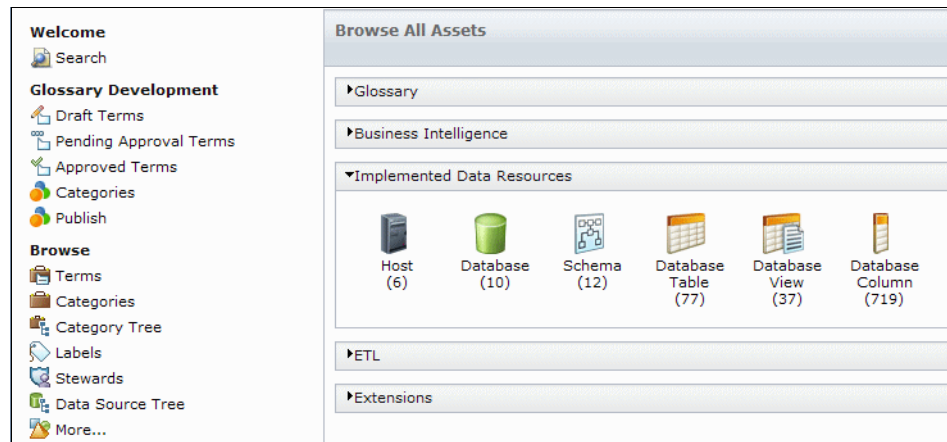 Welcome
Search
Glossary Development
Draft Terms
Pending Approval Terms
Approved Terms
Categories
Publish
Browse
Terms
Categories
Category Tree
Labels
Stewards
Data Source Tree
More...
Browse All Assets
Glossary
Business Intelligence
Implemented Data Resources
Host
(6)
Database
(10)
Schema
(12)
Database
Table
(77)
Database
View
(37)
Database
Column
(719)
ETL
Extensions